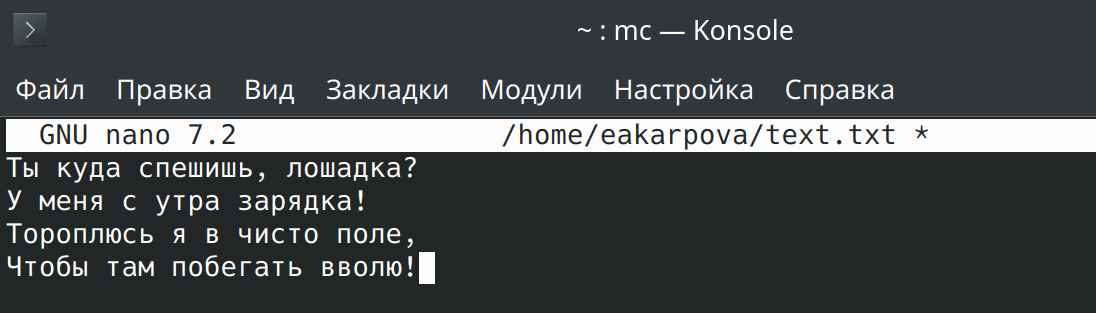 ~ : mc — Konsole
Файл Правка Вид Закладки Модули Настройка Справка
GNU nano 7.2 /home/eakarpova/text.txt *
Ты куда спешишь, лошадка?
У меня с утра зарядка!
Тороплюсь я в чисто поле,
Чтобы там побегать вволю!